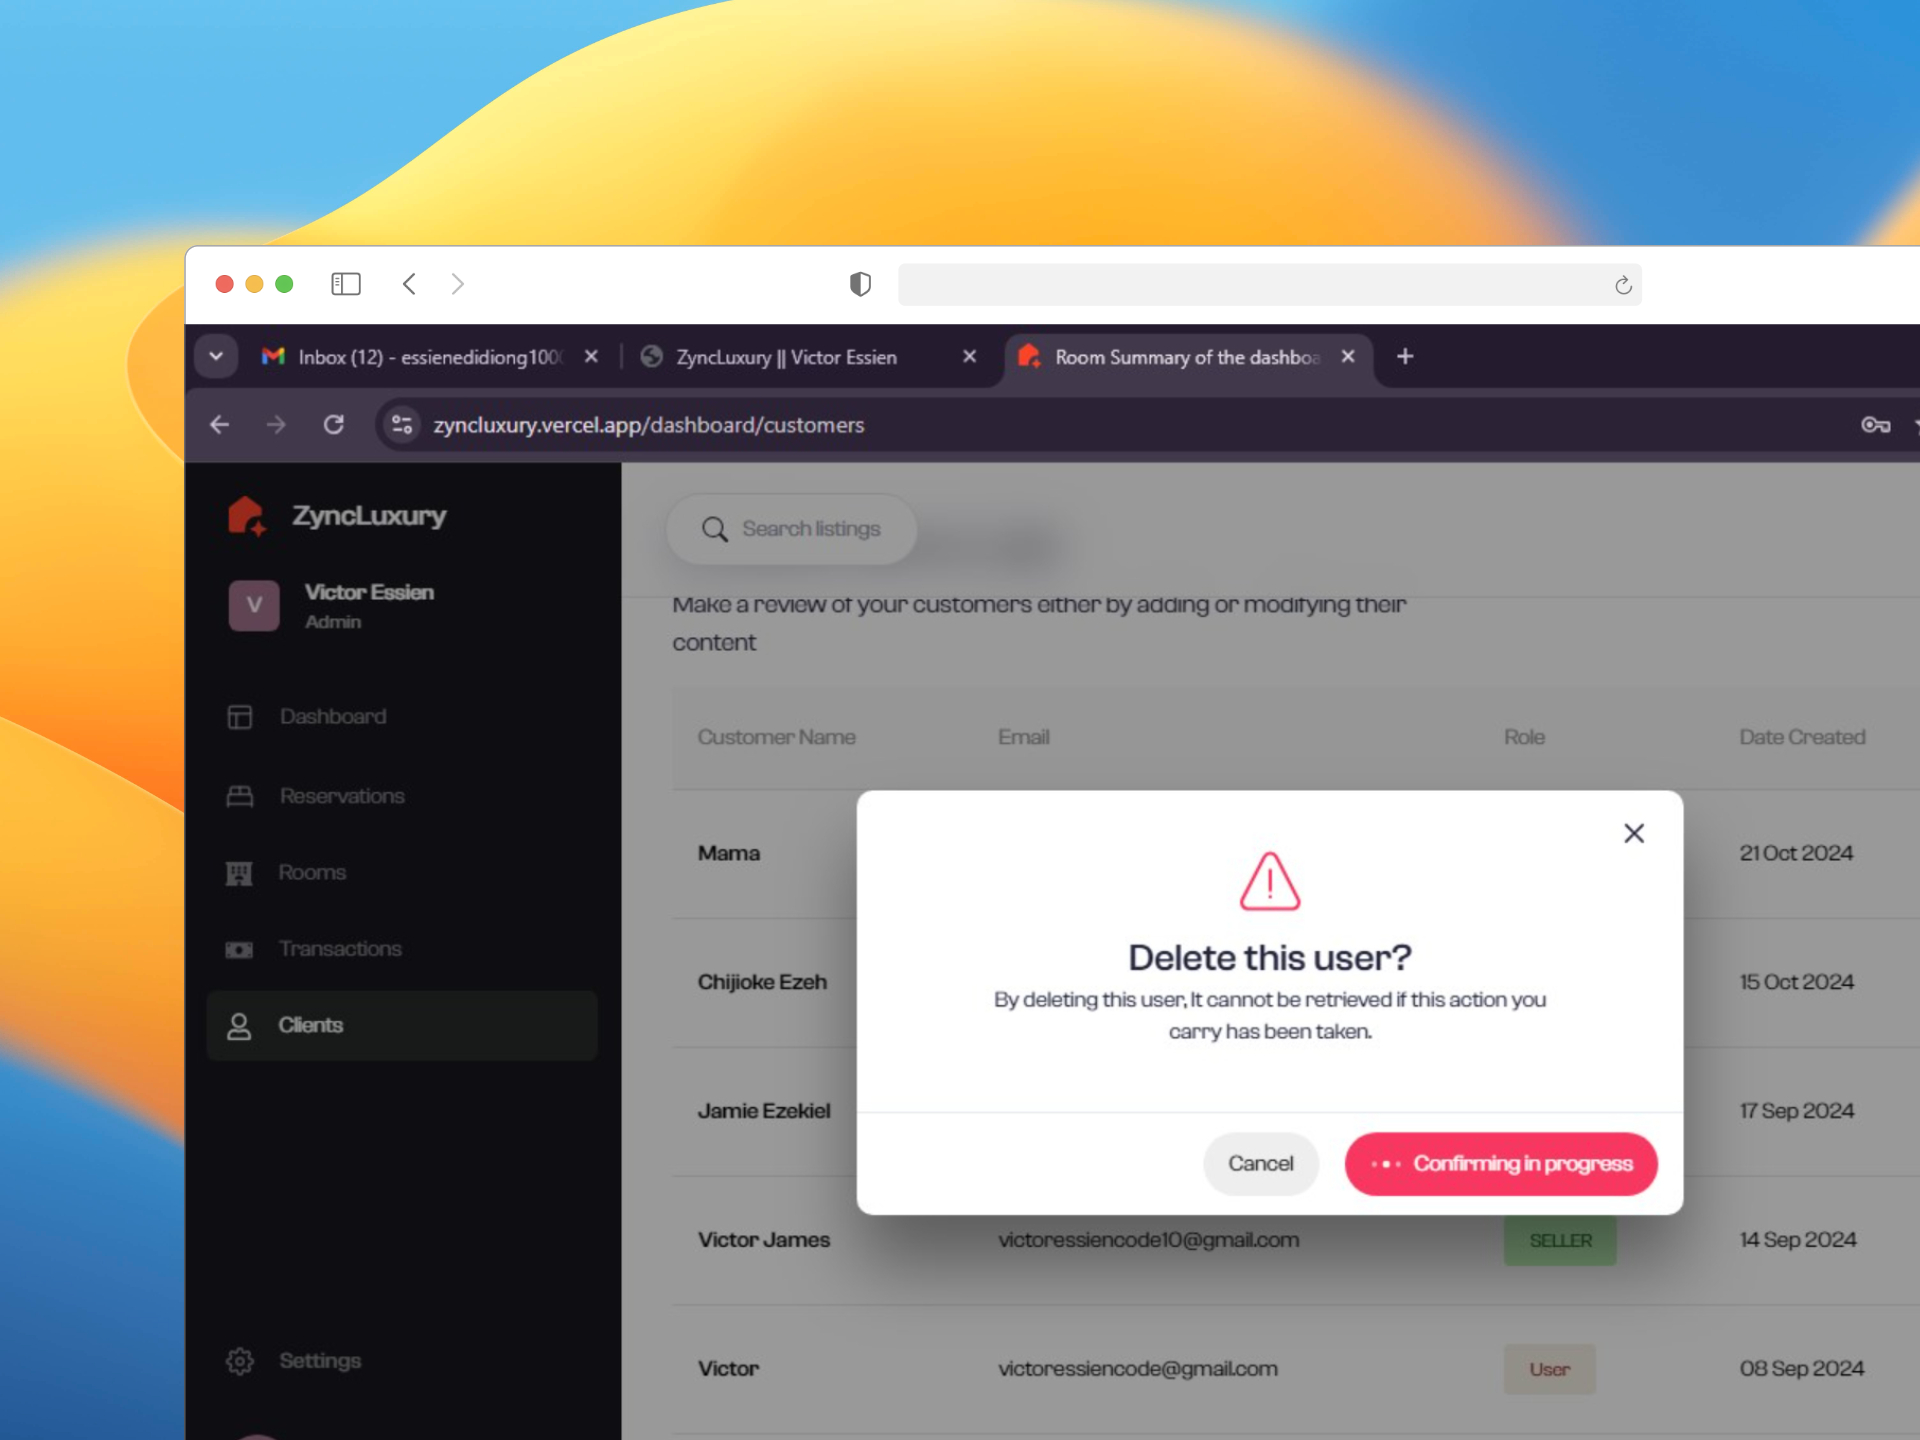 Inbox (12) - essienedidiong100
ZyncLuxury || Victor Essien
Room Summary of the dashboa
zyncluxury.vercel.app/dashboard/customers
ZyncLuxury
V
Victor Essien
Admin
Dashboard
Reservations
Rooms
Transactions
Clients
Settings
Search listings
Make a review of your customers either by adding or modifying their
content
Customer Name Email Role Date Created
Mama 21 Oct 2024
Chijioke Ezeh 15 Oct 2024
Jamie Ezekiel 17 Sep 2024
Victor James victoressiencode10@gmail.com SELLER 14 Sep 2024
Victor victoressiencode@gmail.com User 08 Sep 2024
Delete this user?
By deleting this user, It cannot be retrieved if this action you
carry has been taken.
Cancel
Confirming in progress